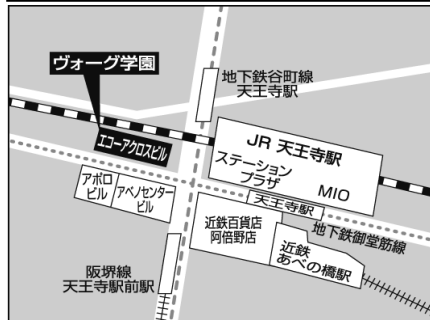 ヴォーグ学園
地下鉄谷町線
天王寺駅
エコーアクロスビル
JR 天王寺駅
ステーション
プラザ
MIO
アポロ
ビル
アベノセンター
ビル
天王寺駅
地下鉄御堂筋線
近鉄百貨店
阿倍野店
近鉄
あべの橋駅
阪堺線
天王寺駅前駅